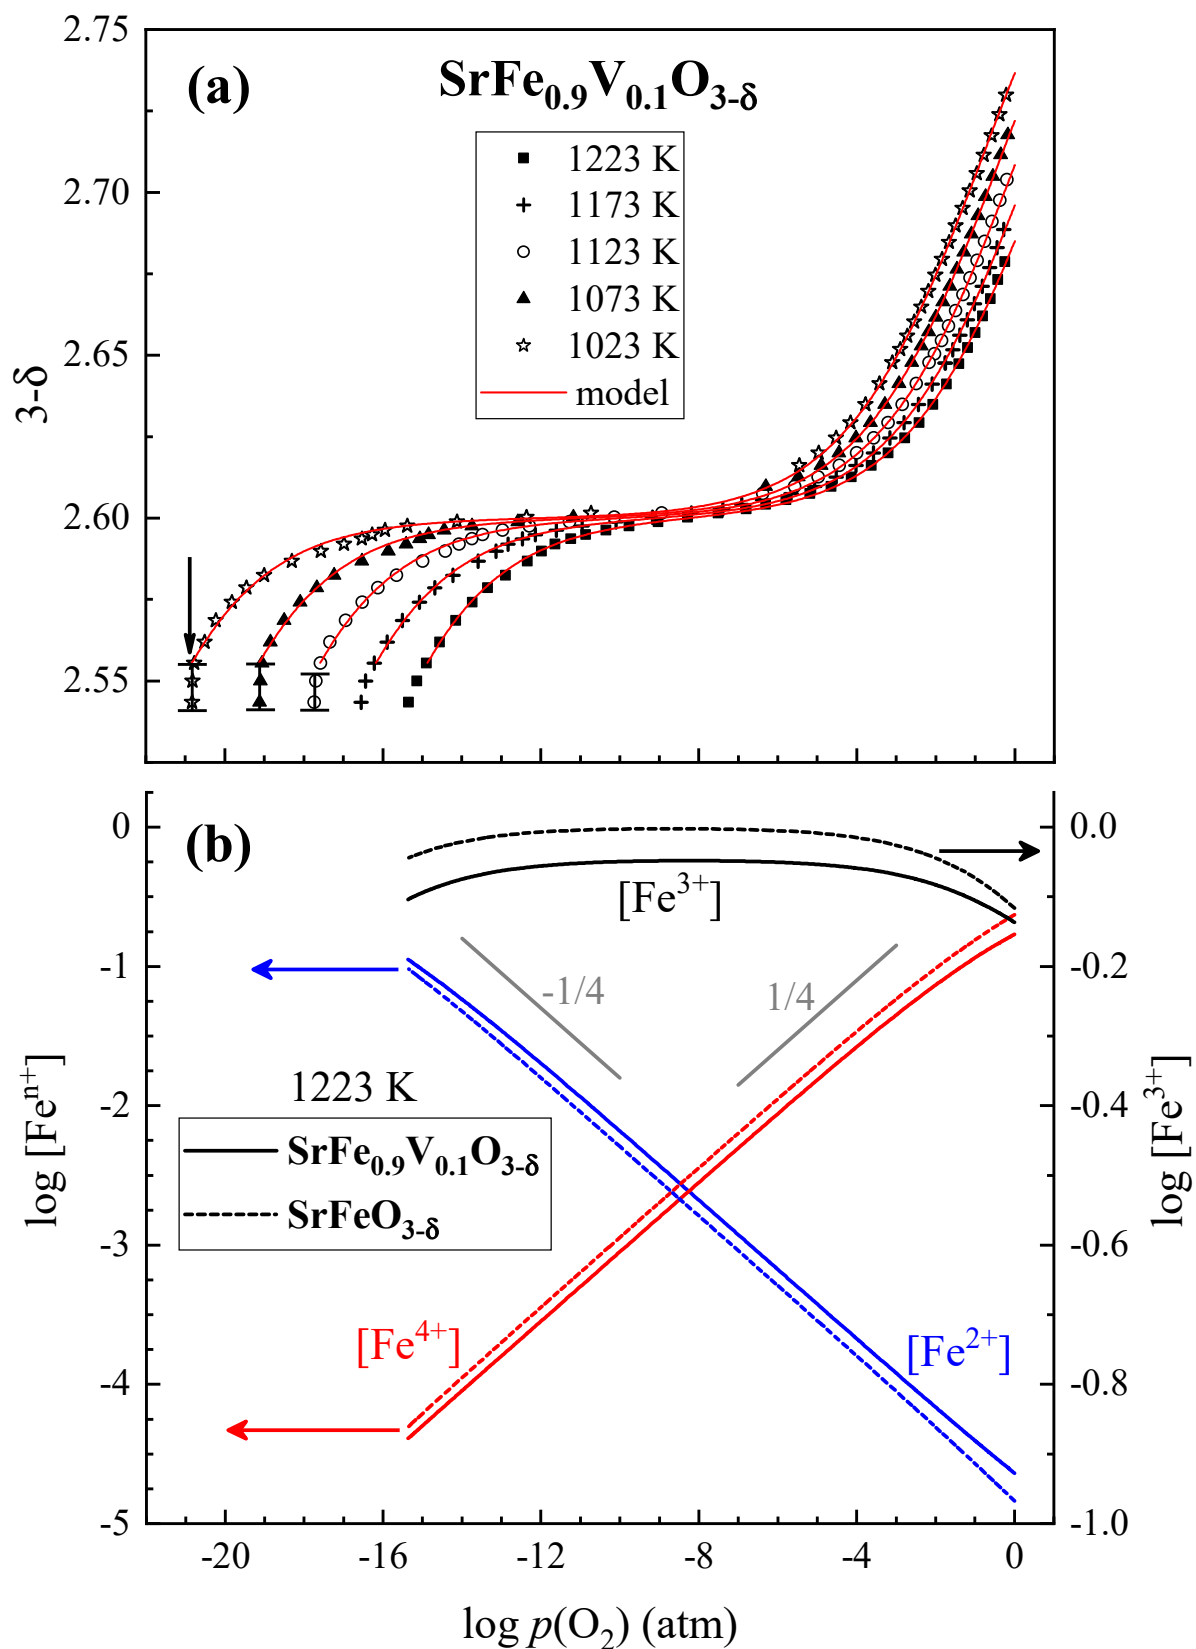 (a)
SrFe0.9V0.1O3-δ
1223 K
1173 K
1123 K
1073 K
1023 K
model
3-δ
2.75
2.70
2.65
2.60
2.55
(b)
[Fe3+]
-1/4
1/4
1223 K
SrFe0.9V0.1O3-δ
SrFeO3-δ
[Fe4+]
[Fe2+]
log [Fen+]
0
-1
-2
-3
-4
-5
log [Fe3+]
0.0
-0.2
-0.4
-0.6
-0.8
-1.0
-20 -16 -12 -8 -4 0
log p(O2) (atm)